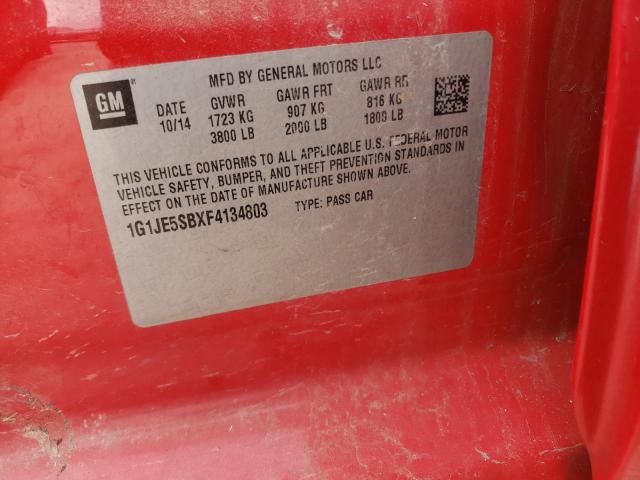 MFD BY GENERAL MOTORS LLC
GM
DATE GVWR GAWR FRT GAWR RR
10/14 1723 KG 907 KG 816 KG
3800 LB 2000 LB 1800 LB
THIS VEHICLE CONFORMS TO ALL APPLICABLE U.S. FEDERAL MOTOR
VEHICLE SAFETY, BUMPER, AND THEFT PREVENTION STANDARDS IN
EFFECT ON THE DATE OF MANUFACTURE SHOWN ABOVE.
1G1JE5SBXF4134803 TYPE: PASS CAR